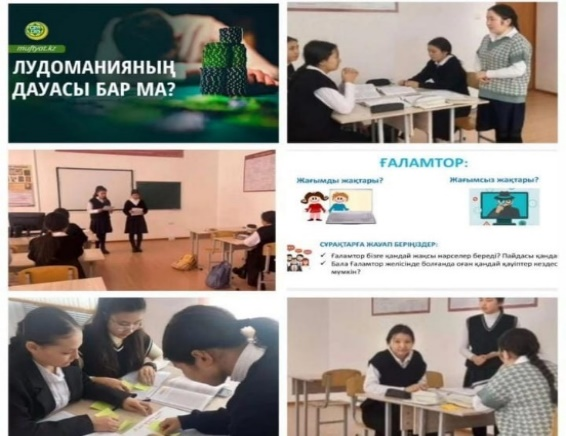 muftyat.kz
ЛУДОМАНИЯНЫҢ
ДАУАСЫ БАР МА?
ҒАЛАМТОР:
Жағымды жақтары?
Жағымсыз жақтары?
СҰРАҚТАРҒА ЖАУАП БЕРІҢІЗДЕР:
✓ Ғаламтор бізге қандай жақсы нәрселер береді? Пайдасы қанда
✓ Бала Ғаламтор желісінде болғанда оған қандай қауіптер кездес
мүмкін?